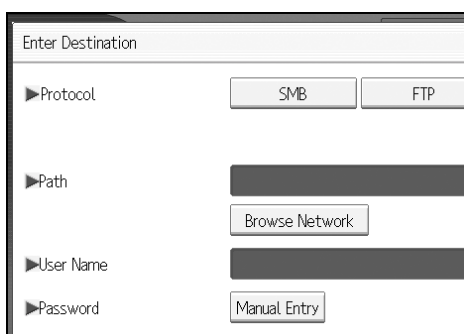 Enter Destination
▶Protocol SMB FTP
▶Path
Browse Network
▶User Name
▶Password Manual Entry